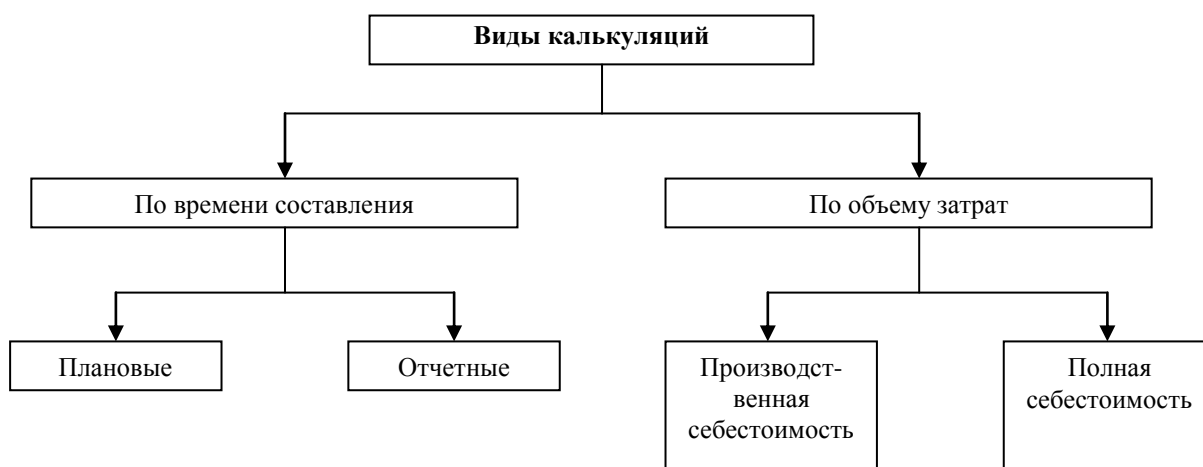 Виды калькуляций
По времени составления
По объему затрат
Плановые
Отчетные
Производст-
венная
себестоимость
Полная
себестоимость